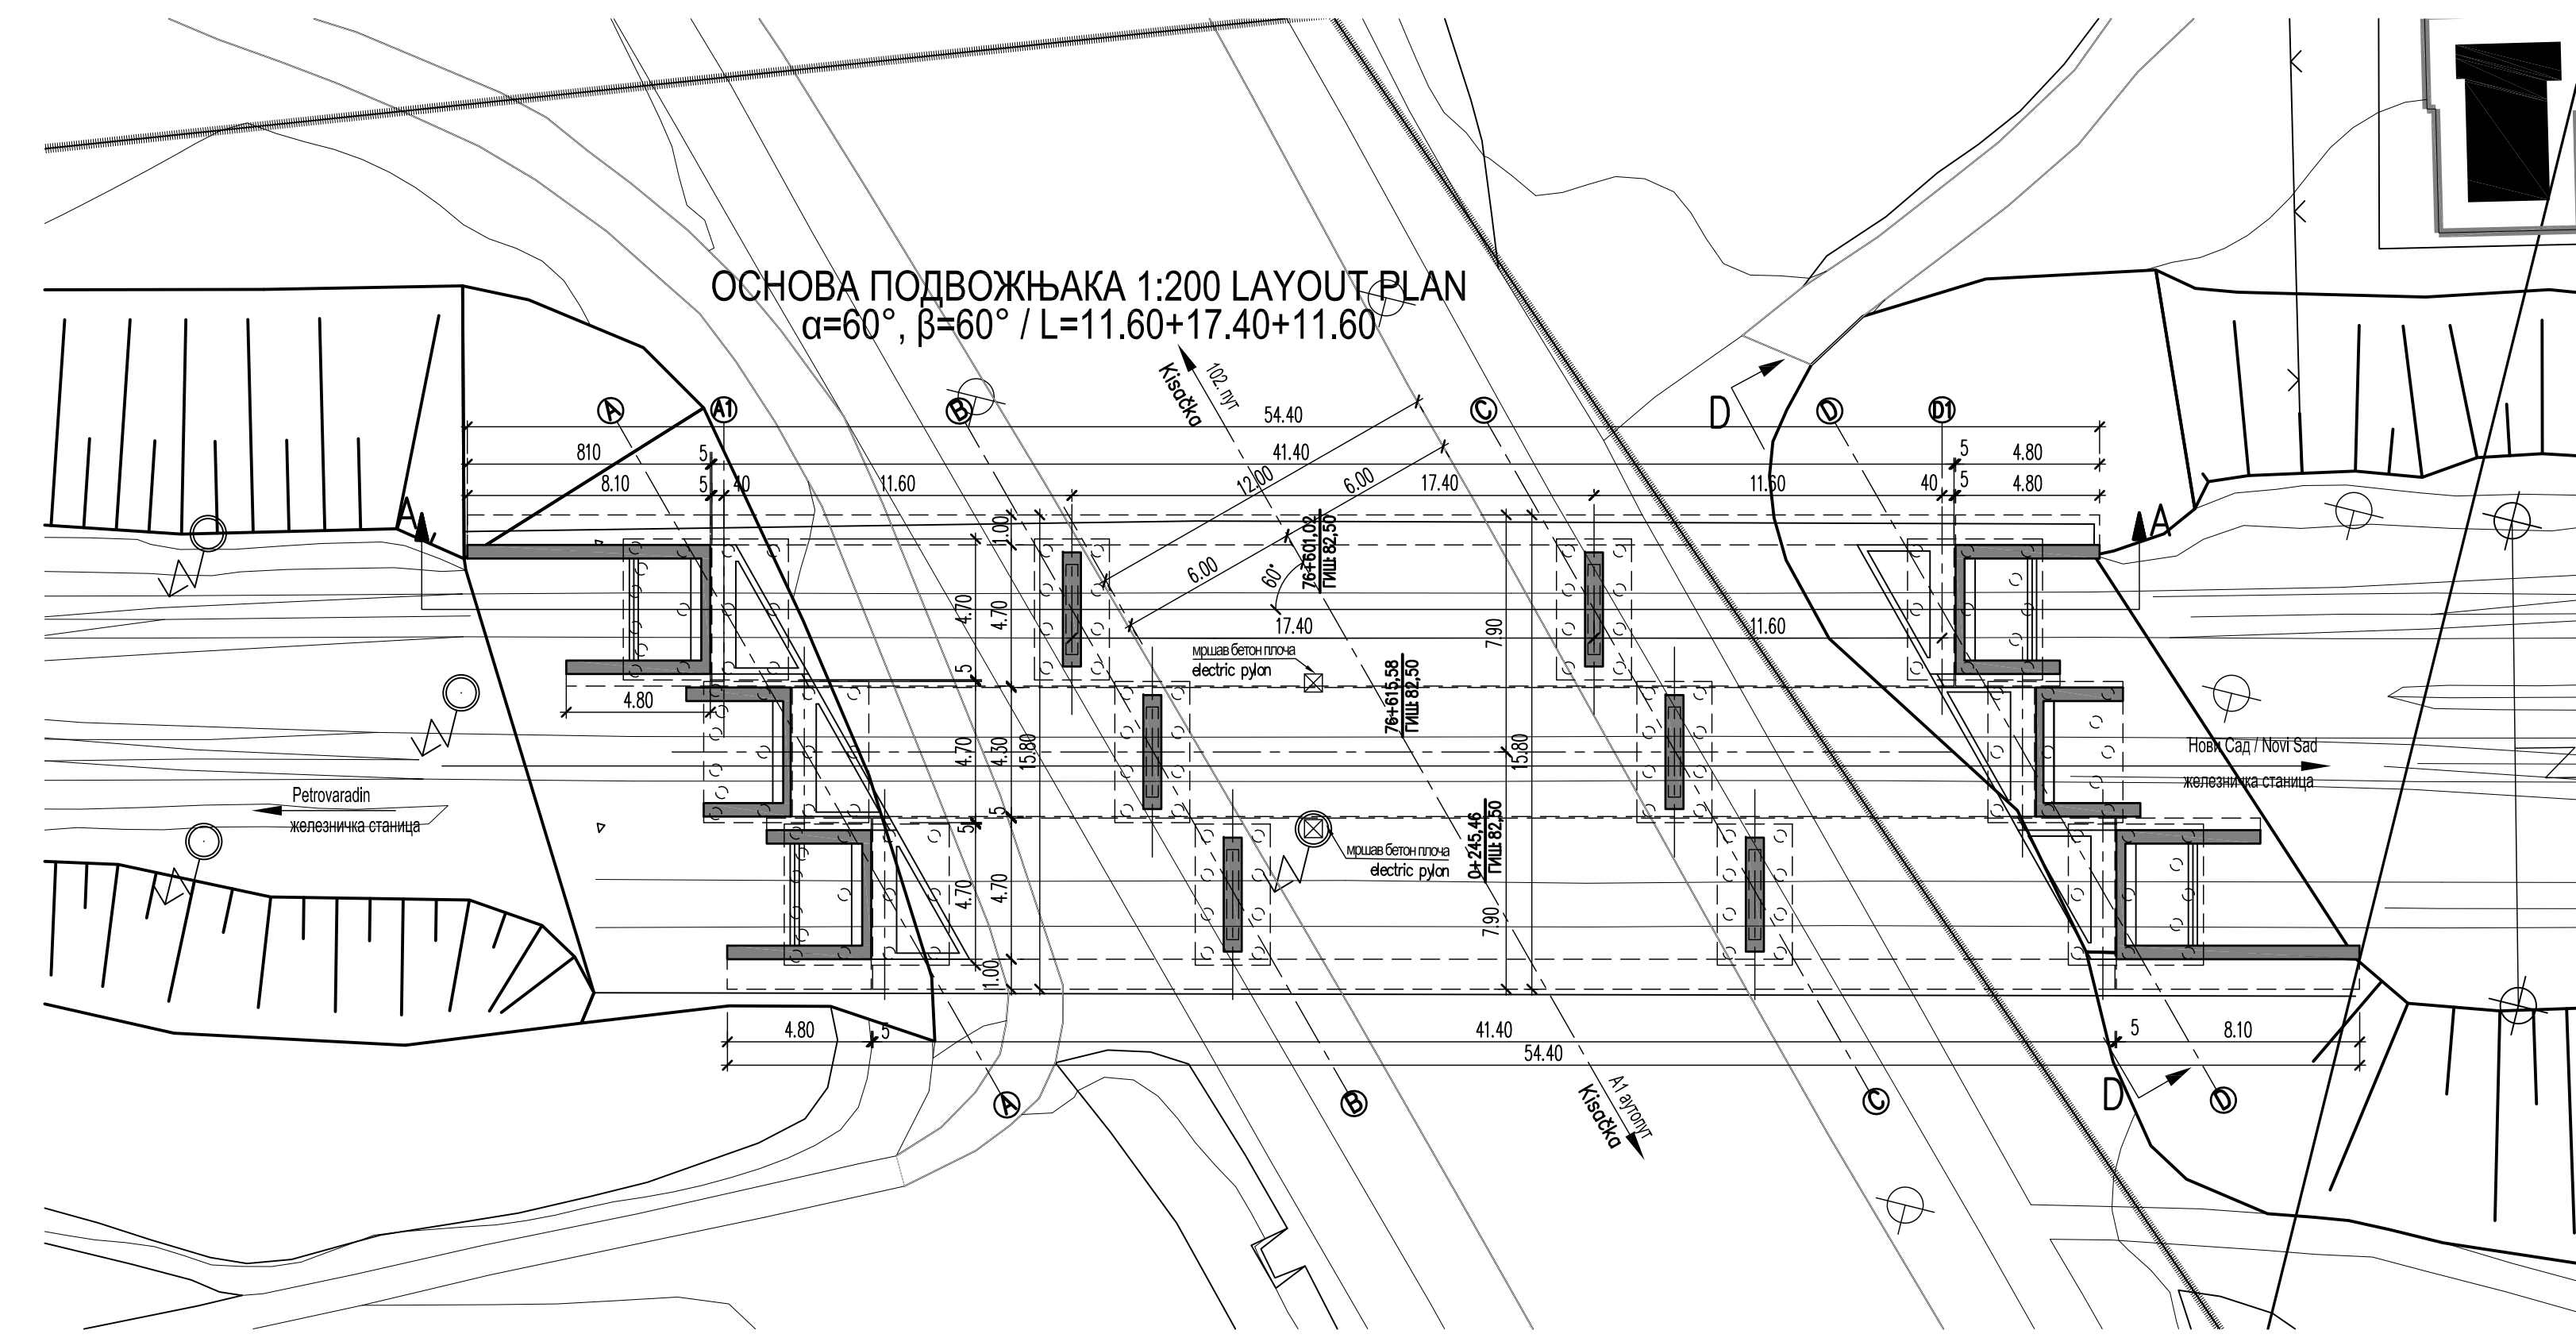 ОСНОВА ПОДВОЖЊАКА 1:200 LAYOUT PLAN
α=60°, β=60° / L=11.60+17.40+11.60
102. пут
Kisačka
A
A1
B
C
D
D
D1
54.40
810
5
41.40
5
4.80
8.10
5
40
11.60
12.00
6.00
17.40
11.60
40
5
4.80
A
A
1.00
76+601,02
ГИШ: 82,50
6.00
60°
4.70
4.70
17.40
7.90
11.60
мршав бетон плоча
electric pylon
5
4.80
76+615,58
ГИШ: 82,50
4.70
4.30
15.80
15.80
Нови Сад / Novi Sad
железничка станица
Petrovaradin
железничка станица
5
5
0+245,46
ГИШ: 82,50
мршав бетон плоча
electric pylon
4.70
4.70
7.90
1.00
4.80
5
41.40
5
8.10
54.40
A
B
A1 аутопут
Kisačka
C
D
D